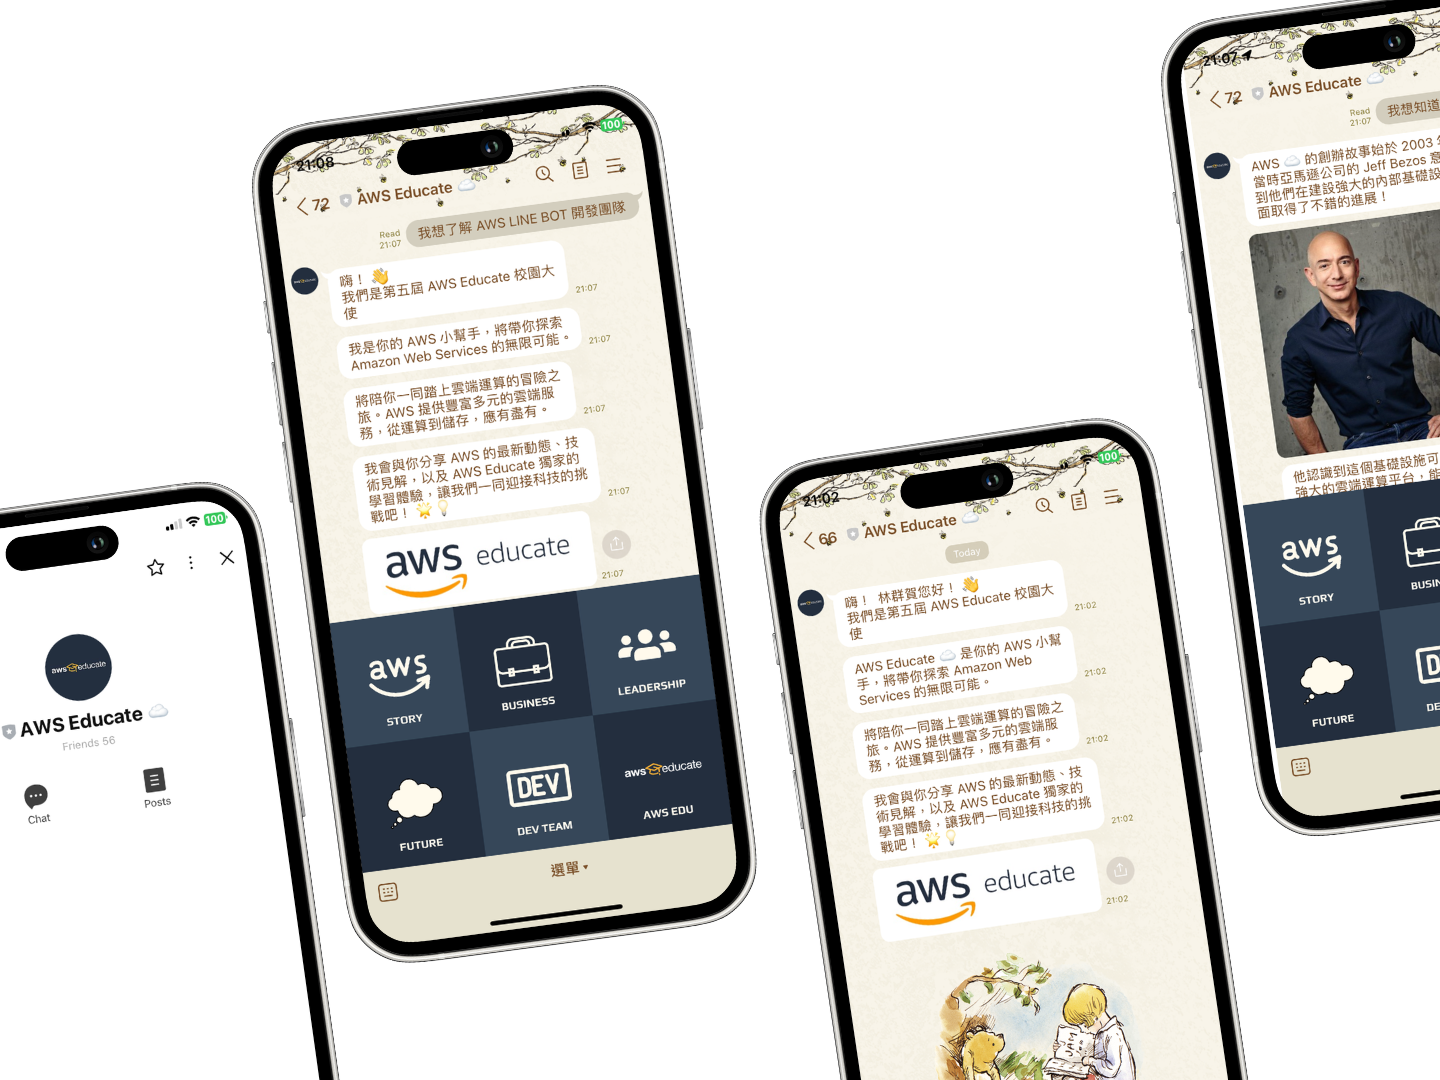 100
aws educate
AWS Educate
Friends 56
Chat
Posts
21:08
100
72
AWS Educate
Read
21:07
我想了解 AWS LINE BOT 開發團隊
嗨！ 👋
我們是第五屆 AWS Educate 校園大
使
21:07
我是你的 AWS 小幫手，將帶你探索
Amazon Web Services 的無限可能。
21:07
將陪你一同踏上雲端運算的冒險之
旅。AWS 提供豐富多元的雲端服
務，從運算到儲存，應有盡有。
21:07
我會與你分享 AWS 的最新動態、技
術見解，以及 AWS Educate 獨家的
學習體驗，讓我們一同迎接科技的挑
戰吧！ 🌟💡
21:07
aws educate
21:07
aws
STORY
BUSINESS
LEADERSHIP
FUTURE
DEV
DEV TEAM
aws educate
AWS EDU
選單
21:02
100
66
AWS Educate
Today
嗨！ 林群賀您好！ 👋
我們是第五屆 AWS Educate 校園大
使
21:02
AWS Educate ☁️ 是你的 AWS 小幫
手，將帶你探索 Amazon Web
Services 的無限可能。
21:02
將陪你一同踏上雲端運算的冒險之
旅。AWS 提供豐富多元的雲端服
務，從運算到儲存，應有盡有。
21:02
我會與你分享 AWS 的最新動態、技
術見解，以及 AWS Educate 獨家的
學習體驗，讓我們一同迎接科技的挑
戰吧！ 🌟💡
21:02
aws educate
21:02
JAM
21:07
72
AWS Educate
Read
21:07
我想知道
AWS ☁️ 的創辦故事始於 2003
當時亞馬遜公司的 Jeff Bezos 意
到他們在建設強大的內部基礎設
面取得了不錯的進展！
他認識到這個基礎設施可
強大的雲端運算平台，能
aws
STORY
BUSIN
FUTURE
D
DE